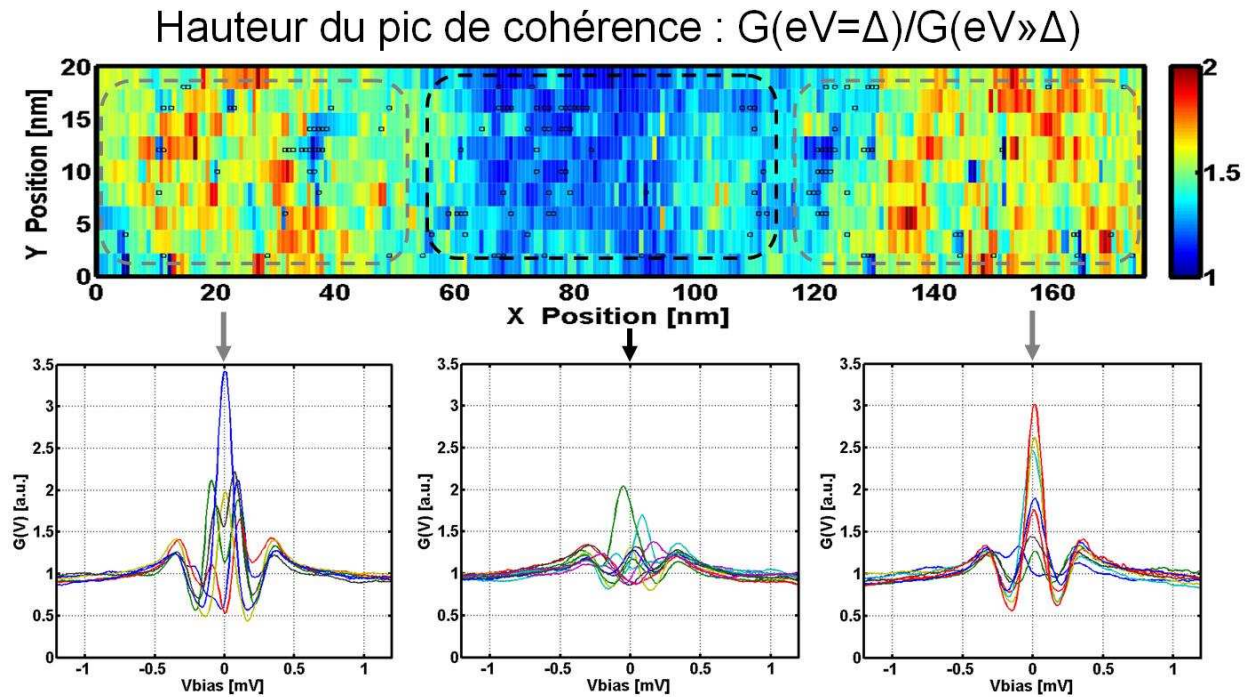 Hauteur du pic de cohérence : G(eV=Δ)/G(eV»Δ)
Y Position [nm]
20
15
10
5
0
0 20 40 60 80 100 120 140 160
X Position [nm]
2
1.5
1
3.5
3
2.5
2
1.5
1
0.5
0
G(V) [a.u.]
-1 -0.5 0 0.5 1
Vbias [mV]
3.5
3
2.5
2
1.5
1
0.5
0
G(V) [a.u.]
-1 -0.5 0 0.5 1
Vbias [mV]
3.5
3
2.5
2
1.5
1
0.5
0
G(V) [a.u.]
-1 -0.5 0 0.5 1
Vbias [mV]